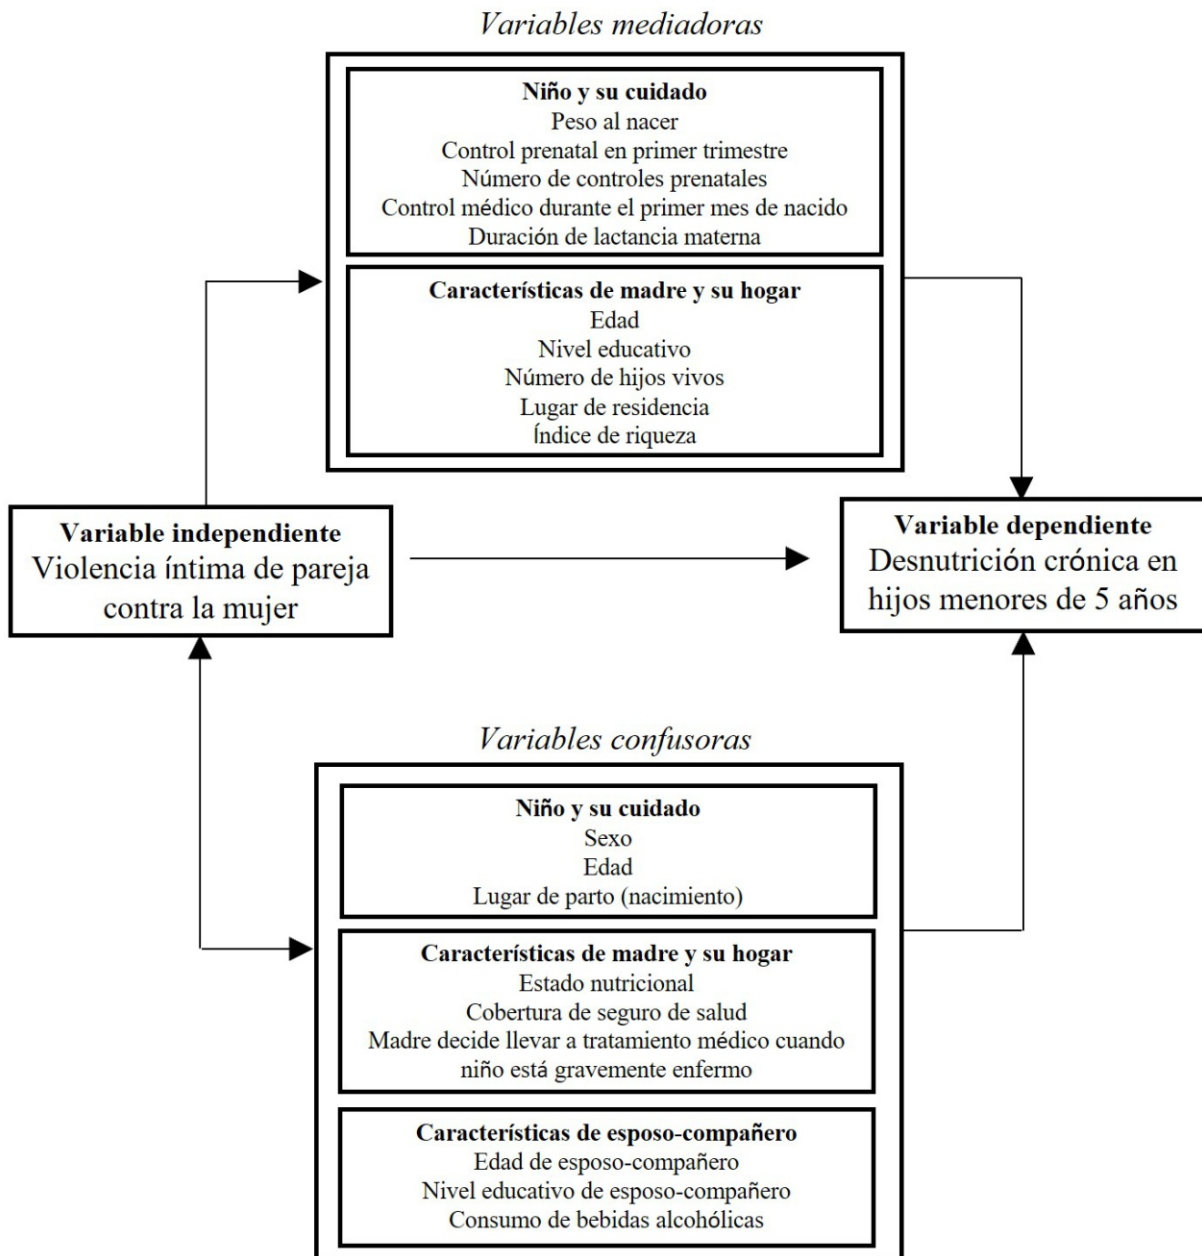 Variables mediadoras
Niño y su cuidado
Peso al nacer
Control prenatal en primer trimestre
Número de controles prenatales
Control médico durante el primer mes de nacido
Duración de lactancia materna
Características de madre y su hogar
Edad
Nivel educativo
Número de hijos vivos
Lugar de residencia
Índice de riqueza
Variable independiente
Violencia íntima de pareja
contra la mujer
Variable dependiente
Desnutrición crónica en
hijos menores de 5 años
Variables confusoras
Niño y su cuidado
Sexo
Edad
Lugar de parto (nacimiento)
Características de madre y su hogar
Estado nutricional
Cobertura de seguro de salud
Madre decide llevar a tratamiento médico cuando
niño está gravemente enfermo
Características de esposo-compañero
Edad de esposo-compañero
Nivel educativo de esposo-compañero
Consumo de bebidas alcohólicas